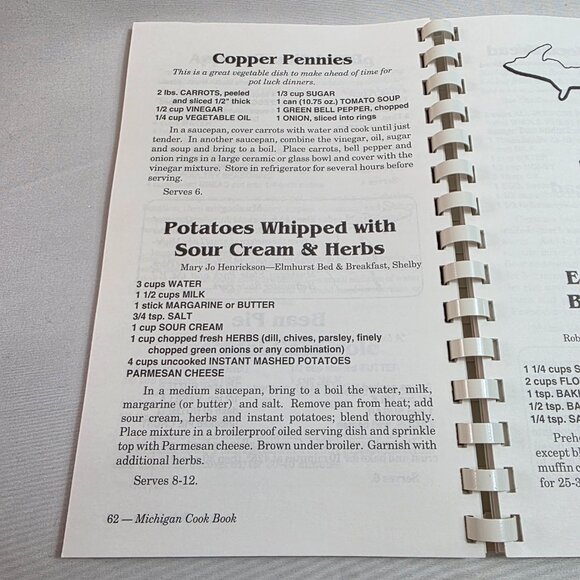 Copper Pennies
This is a great vegetable dish to make ahead of time for
pot luck dinners.
2 lbs. CARROTS, peeled
and sliced 1/2" thick
1/2 cup VINEGAR
1/4 cup VEGETABLE OIL
1/3 cup SUGAR
1 can (10.75 oz.) TOMATO SOUP
1 GREEN BELL PEPPER, chopped
1 ONION, sliced into rings
In a saucepan, cover carrots with water and cook until just
tender. In another saucepan, combine the vinegar, oil, sugar
and soup and bring to a boil. Place carrots, bell pepper and
onion rings in a large ceramic or glass bowl and cover with the
vinegar mixture. Store in refrigerator for several hours before
serving.
Serves 6.
Potatoes Whipped with
Sour Cream & Herbs
Mary Jo Henrickson—Elmhurst Bed & Breakfast, Shelby
3 cups WATER
1 1/2 cups MILK
1 stick MARGARINE or BUTTER
3/4 tsp. SALT
1 cup SOUR CREAM
1 cup chopped fresh HERBS (dill, chives, parsley, finely
chopped green onions or any combination)
4 cups uncooked INSTANT MASHED POTATOES
PARMESAN CHEESE
In a medium saucepan, bring to a boil the water, milk,
margarine (or butter) and salt. Remove pan from heat; add
sour cream, herbs and instant potatoes; blend thoroughly.
Place mixture in a broilerproof oiled serving dish and sprinkle
top with Parmesan cheese. Brown under broiler. Garnish with
additional herbs.
Serves 8-12.
62 — Michigan Cook Book
E
B
Rob
1 1/4 cups S
2 cups FLO
1 tsp. BAK
1/2 tsp. BA
1/4 tsp. SA
Prehe
except bl
muffin c
for 25-3